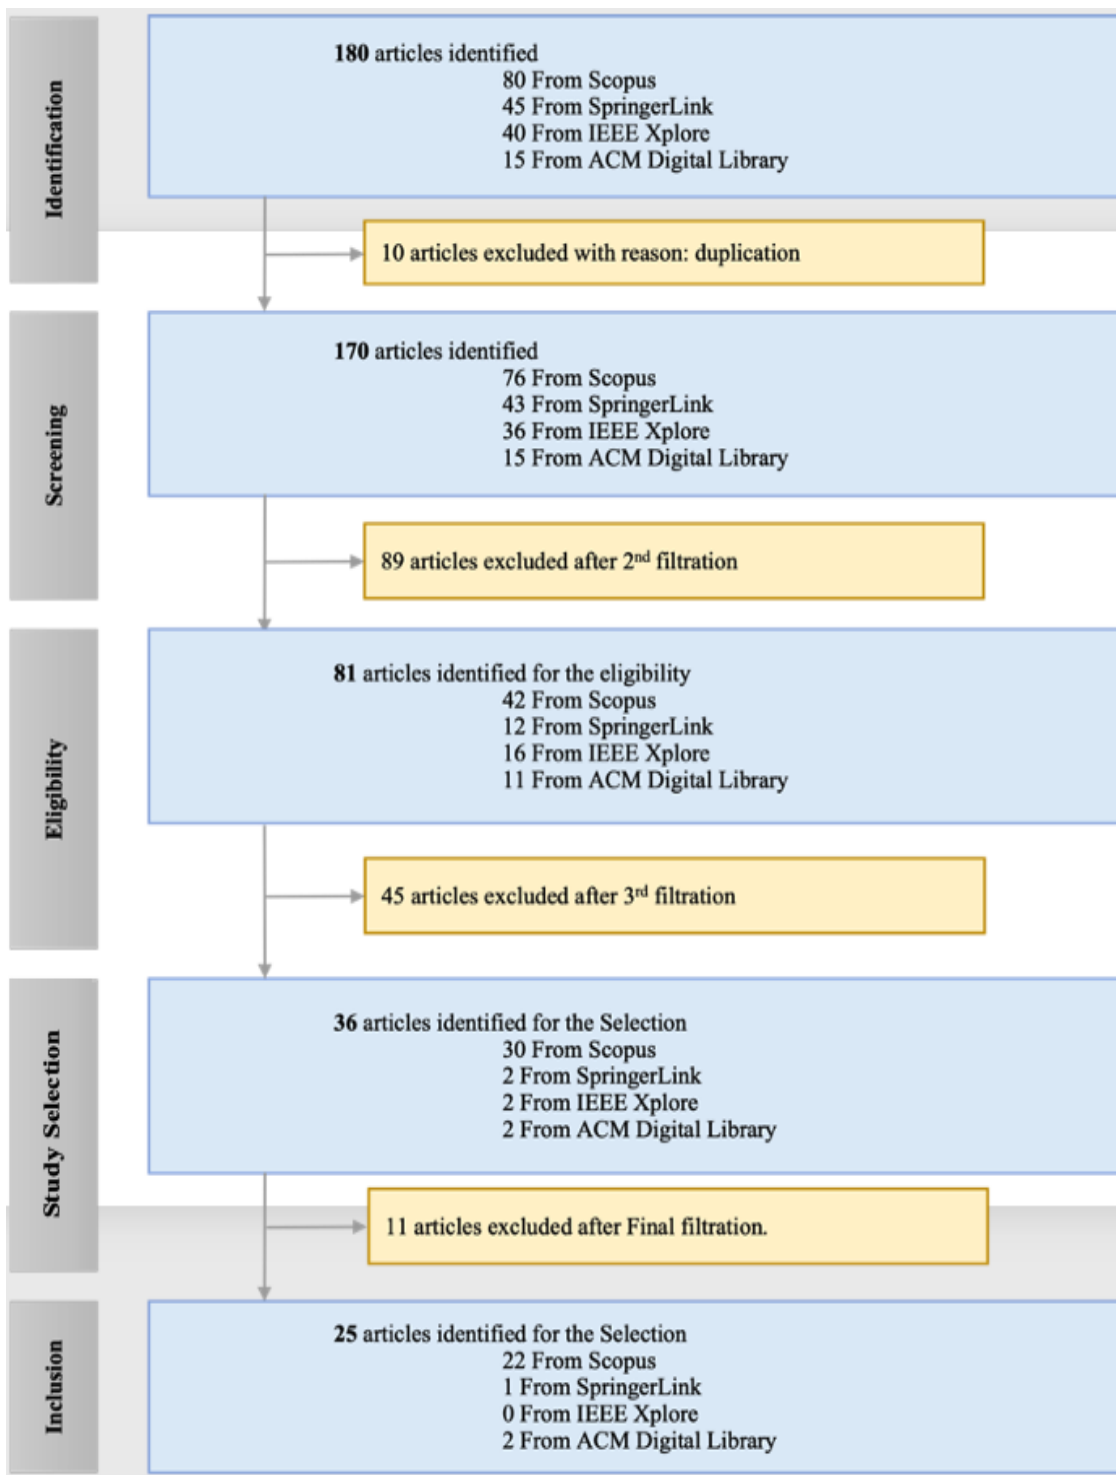 Identification
180 articles identified
80 From Scopus
45 From SpringerLink
40 From IEEE Xplore
15 From ACM Digital Library
10 articles excluded with reason: duplication
Screening
170 articles identified
76 From Scopus
43 From SpringerLink
36 From IEEE Xplore
15 From ACM Digital Library
89 articles excluded after 2nd filtration
Eligibility
81 articles identified for the eligibility
42 From Scopus
12 From SpringerLink
16 From IEEE Xplore
11 From ACM Digital Library
45 articles excluded after 3rd filtration
Study Selection
36 articles identified for the Selection
30 From Scopus
2 From SpringerLink
2 From IEEE Xplore
2 From ACM Digital Library
11 articles excluded after Final filtration.
Inclusion
25 articles identified for the Selection
22 From Scopus
1 From SpringerLink
0 From IEEE Xplore
2 From ACM Digital Library